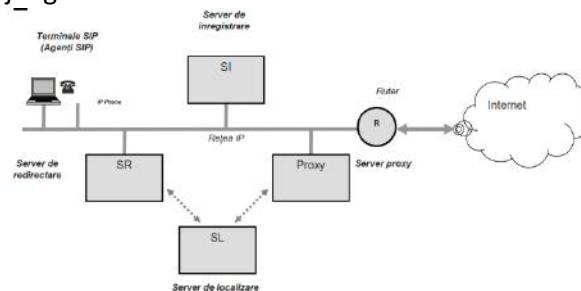 Server de
inregistrare
Terminale SIP
(Agenți SIP)
SI
IP Phone
Ruter
Internet
R
Rețea IP
Server de
redirectare
SR
Proxy
Server proxy
SL
Server de localizare